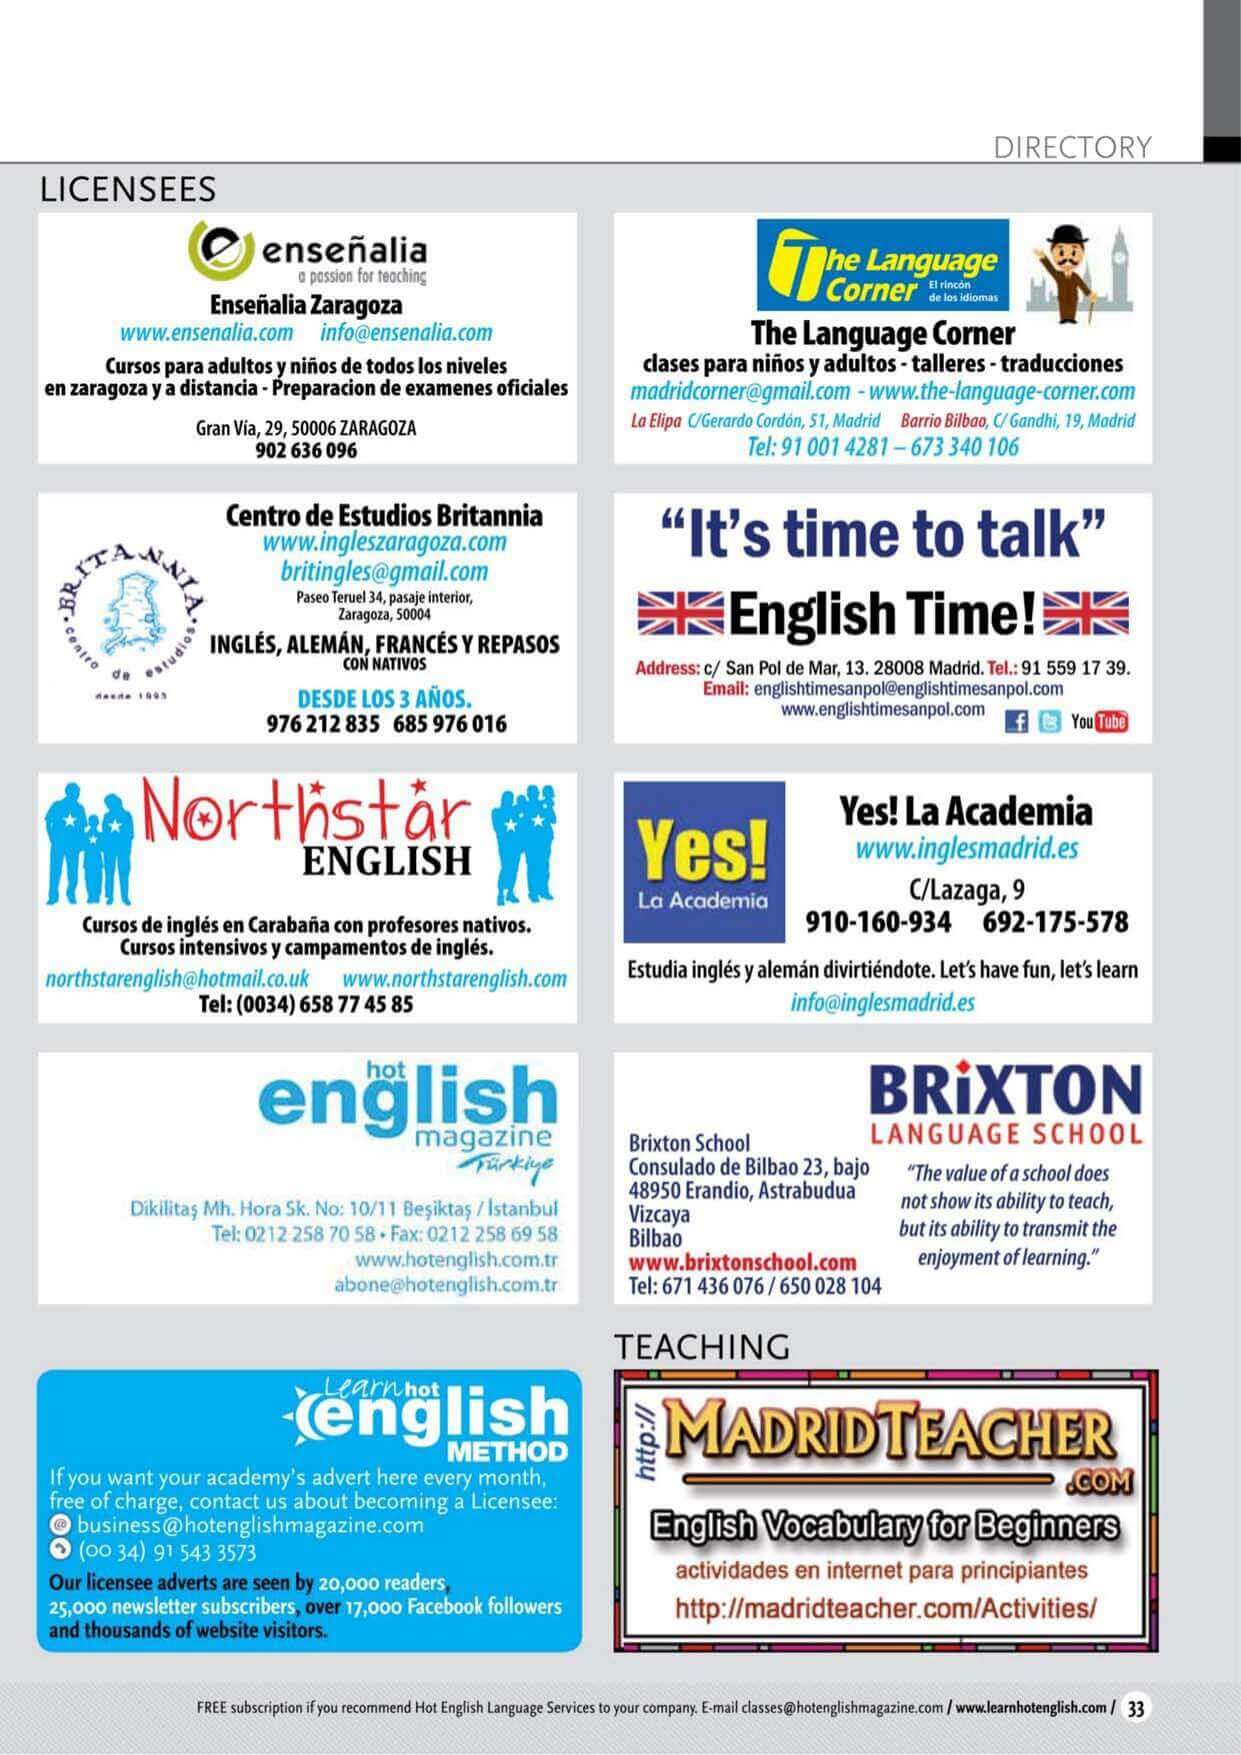 DIRECTORY
LICENSEES
enseñalia
a passion for teaching
Enseñalia Zaragoza
www.ensenalia.com info@ensenalia.com
Cursos para adultos y niños de todos los niveles
en zaragoza y a distancia - Preparacion de examenes oficiales
Gran Vía, 29, 50006 ZARAGOZA
902 636 096
The Language
Corner El rincón
de los idiomas
The Language Corner
clases para niños y adultos - talleres - traducciones
madridcorner@gmail.com - www.the-language-corner.com
La Elipa C/Gerardo Cordón, 51, Madrid Barrio Bilbao, C/ Gandhi, 19, Madrid
Tel: 91 001 4281 – 673 340 106
BRITANNIA
centro de estudios
desde 1993
Centro de Estudios Britannia
www.ingleszaragoza.com
britingles@gmail.com
Paseo Teruel 34, pasaje interior,
Zaragoza, 50004
INGLÉS, ALEMÁN, FRANCÉS Y REPASOS
CON NATIVOS
DESDE LOS 3 AÑOS.
976 212 835 685 976 016
“It’s time to talk”
English Time!
Address: c/ San Pol de Mar, 13. 28008 Madrid. Tel.: 91 559 17 39.
Email: englishtimesanpol@englishtimesanpol.com
www.englishtimesanpol.com
You Tube
Northstar
ENGLISH
Cursos de inglés en Carabaña con profesores nativos.
Cursos intensivos y campamentos de inglés.
northstarenglish@hotmail.co.uk www.northstarenglish.com
Tel: (0034) 658 77 45 85
Yes!
La Academia
Yes! La Academia
www.inglesmadrid.es
C/Lazaga, 9
910-160-934 692-175-578
Estudia inglés y alemán divirtiéndote. Let’s have fun, let’s learn
info@inglesmadrid.es
hot
english
magazine
Türkiye
Dikilitaş Mh. Hora Sk. No: 10/11 Beşiktaş / İstanbul
Tel: 0212 258 70 58 • Fax: 0212 258 69 58
www.hotenglish.com.tr
abone@hotenglish.com.tr
BRiXTON
LANGUAGE SCHOOL
Brixton School
Consulado de Bilbao 23, bajo
48950 Erandio, Astrabudua
Vizcaya
Bilbao
www.brixtonschool.com
Tel: 671 436 076 / 650 028 104
“The value of a school does
not show its ability to teach,
but its ability to transmit the
enjoyment of learning.”
Learn hot
english
METHOD
If you want your academy’s advert here every month,
free of charge, contact us about becoming a Licensee:
@ business@hotenglishmagazine.com
(00 34) 91 543 3573
Our licensee adverts are seen by 20,000 readers,
25,000 newsletter subscribers, over 17,000 Facebook followers
and thousands of website visitors.
TEACHING
http://
MADRIDTEACHER
.COM
English Vocabulary for Beginners
actividades en internet para principiantes
http://madridteacher.com/Activities/
FREE subscription if you recommend Hot English Language Services to your company. E-mail classes@hotenglishmagazine.com / www.learnhotenglish.com / 33